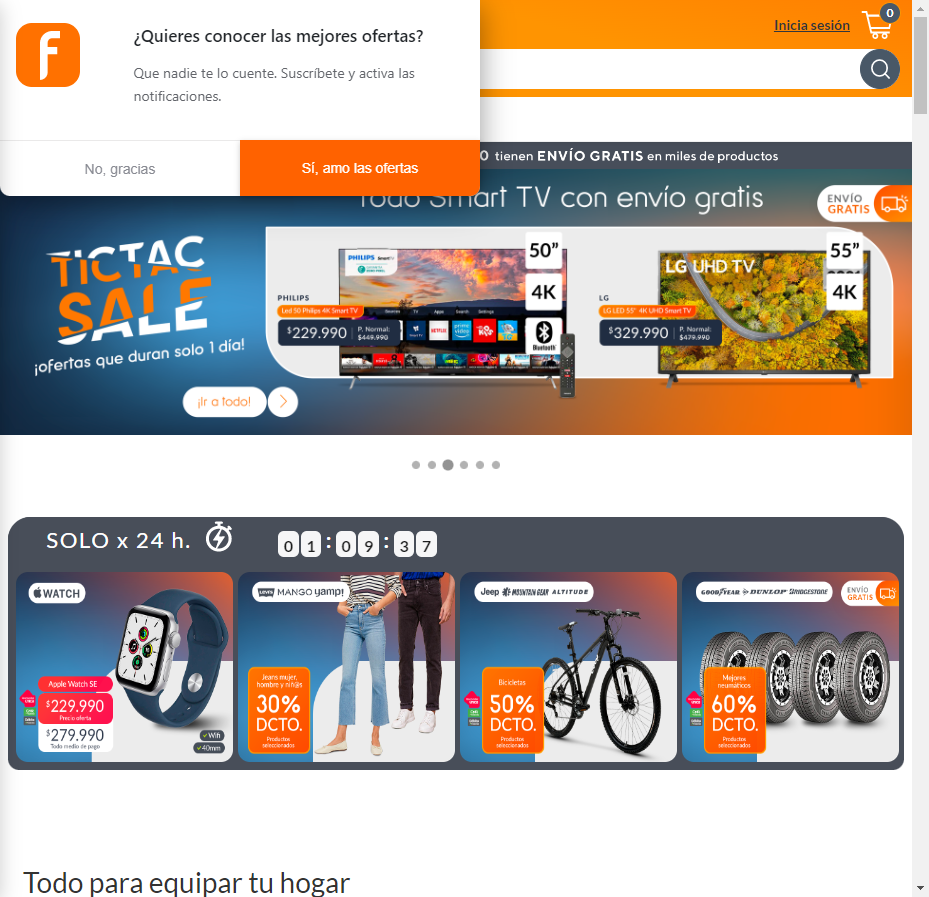 f
¿Quieres conocer las mejores ofertas?
Que nadie te lo cuente. Suscríbete y activa las
notificaciones.
No, gracias
Sí, amo las ofertas
Inicia sesión
0
0 tienen ENVÍO GRATIS en miles de productos
Todo Smart TV con envío gratis
ENVÍO
GRATIS
TICTAC
SALE
¡ofertas que duran solo 1 día!
¡Ir a todo!
PHILIPS SmartTV
50”
4K
PHILIPS
Led 50 Philips 4K Smart TV
$229.990
P. Normal:
$449.990
Bluetooth
LG UHD TV
55”
4K
LG
LG LED 55" 4K UHD Smart TV
$329.990
P. Normal:
$479.990
SOLO x 24 h.
01:09:37
WATCH
Apple Watch SE
$229.990
Precio oferta
$279.990
Todo medio de pago
Wifi
40mm
Levi's MANGO yamp!
Jeans mujer,
hombre y niñ@s
30%
DCTO.
Productos
seleccionados
Jeep MOUNTAIN GEAR ALTITUDE
Bicicletas
50%
DCTO.
Productos
seleccionados
GOODYEAR DUNLOP BRIDGESTONE
ENVÍO
GRATIS
Mejores
neumáticos
60%
DCTO.
Productos
seleccionados
Todo para equipar tu hogar